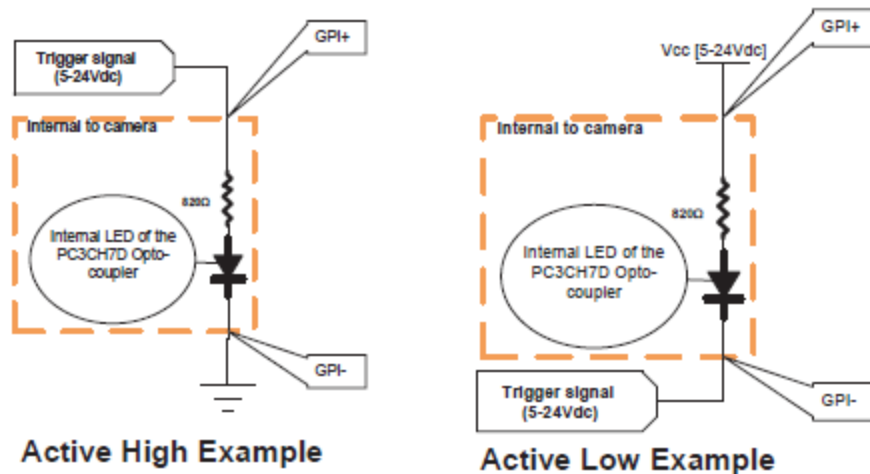 GPI+
Trigger signal
(5-24Vdc)
Internal to camera
820Ω
Internal LED of the
PC3CH7D Opto-
coupler
GPI-
Active High Example
GPI+
Vcc [5-24Vdc]
Internal to camera
820Ω
Internal LED of the
PC3CH7D Opto-
coupler
Trigger signal
(5-24Vdc)
GPI-
Active Low Example